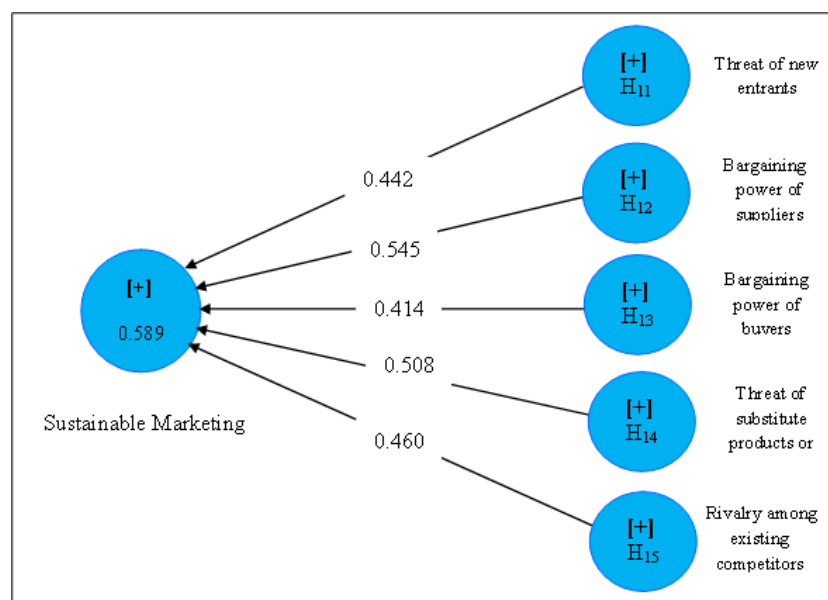 [+]
H11
Threat of new
entrants
0.442
[+]
H12
Bargaining
power of
suppliers
0.545
[+]
0.589
Sustainable Marketing
0.414
[+]
H13
Bargaining
power of
buvers
0.508
[+]
H14
Threat of
substitute
products or
0.460
[+]
H15
Rivalry among
existing
competitors